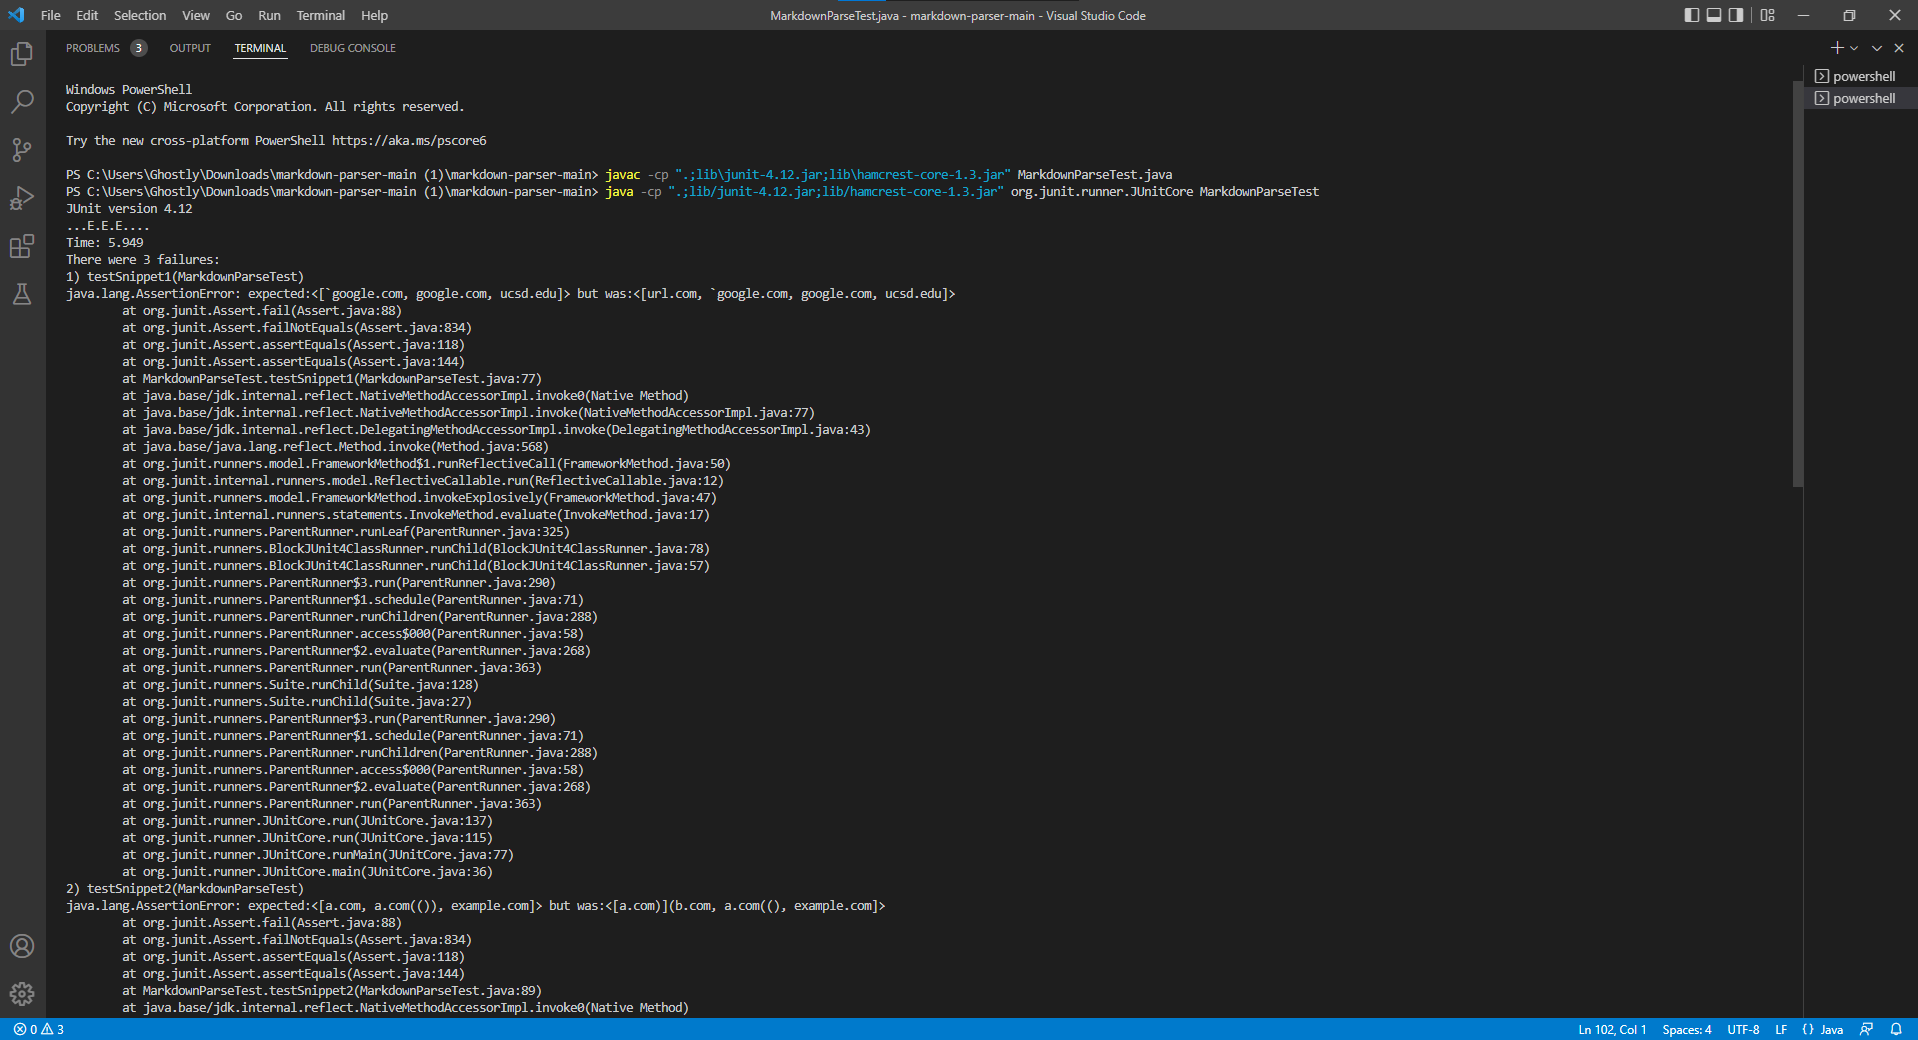 File Edit Selection View Go Run Terminal Help MarkdownParseTest.java - markdown-parser-main - Visual Studio Code
PROBLEMS 3 OUTPUT TERMINAL DEBUG CONSOLE
powershell
powershell
Windows PowerShell
Copyright (C) Microsoft Corporation. All rights reserved.
Try the new cross-platform PowerShell https://aka.ms/pscore6
PS C:\Users\Ghostly\Downloads\markdown-parser-main (1)\markdown-parser-main> javac -cp ".;lib\junit-4.12.jar;lib\hamcrest-core-1.3.jar" MarkdownParseTest.java
PS C:\Users\Ghostly\Downloads\markdown-parser-main (1)\markdown-parser-main> java -cp ".;lib/junit-4.12.jar;lib/hamcrest-core-1.3.jar" org.junit.runner.JUnitCore MarkdownParseTest
JUnit version 4.12
...E.E.E....
Time: 5.949
There were 3 failures:
1) testSnippet1(MarkdownParseTest)
java.lang.AssertionError: expected:<[`google.com, google.com, ucsd.edu]> but was:<[url.com, `google.com, google.com, ucsd.edu]>
at org.junit.Assert.fail(Assert.java:88)
at org.junit.Assert.failNotEquals(Assert.java:834)
at org.junit.Assert.assertEquals(Assert.java:118)
at org.junit.Assert.assertEquals(Assert.java:144)
at MarkdownParseTest.testSnippet1(MarkdownParseTest.java:77)
at java.base/jdk.internal.reflect.NativeMethodAccessorImpl.invoke0(Native Method)
at java.base/jdk.internal.reflect.NativeMethodAccessorImpl.invoke(NativeMethodAccessorImpl.java:77)
at java.base/jdk.internal.reflect.DelegatingMethodAccessorImpl.invoke(DelegatingMethodAccessorImpl.java:43)
at java.base/java.lang.reflect.Method.invoke(Method.java:568)
at org.junit.runners.model.FrameworkMethod$1.runReflectiveCall(FrameworkMethod.java:50)
at org.junit.internal.runners.model.ReflectiveCallable.run(ReflectiveCallable.java:12)
at org.junit.runners.model.FrameworkMethod.invokeExplosively(FrameworkMethod.java:47)
at org.junit.internal.runners.statements.InvokeMethod.evaluate(InvokeMethod.java:17)
at org.junit.runners.ParentRunner.runLeaf(ParentRunner.java:325)
at org.junit.runners.BlockJUnit4ClassRunner.runChild(BlockJUnit4ClassRunner.java:78)
at org.junit.runners.BlockJUnit4ClassRunner.runChild(BlockJUnit4ClassRunner.java:57)
at org.junit.runners.ParentRunner$3.run(ParentRunner.java:290)
at org.junit.runners.ParentRunner$1.schedule(ParentRunner.java:71)
at org.junit.runners.ParentRunner.runChildren(ParentRunner.java:288)
at org.junit.runners.ParentRunner.access$000(ParentRunner.java:58)
at org.junit.runners.ParentRunner$2.evaluate(ParentRunner.java:268)
at org.junit.runners.ParentRunner.run(ParentRunner.java:363)
at org.junit.runners.Suite.runChild(Suite.java:128)
at org.junit.runners.Suite.runChild(Suite.java:27)
at org.junit.runners.ParentRunner$3.run(ParentRunner.java:290)
at org.junit.runners.ParentRunner$1.schedule(ParentRunner.java:71)
at org.junit.runners.ParentRunner.runChildren(ParentRunner.java:288)
at org.junit.runners.ParentRunner.access$000(ParentRunner.java:58)
at org.junit.runners.ParentRunner$2.evaluate(ParentRunner.java:268)
at org.junit.runners.ParentRunner.run(ParentRunner.java:363)
at org.junit.runner.JUnitCore.run(JUnitCore.java:137)
at org.junit.runner.JUnitCore.run(JUnitCore.java:115)
at org.junit.runner.JUnitCore.runMain(JUnitCore.java:77)
at org.junit.runner.JUnitCore.main(JUnitCore.java:36)
2) testSnippet2(MarkdownParseTest)
java.lang.AssertionError: expected:<[a.com, a.com(()), example.com]> but was:<[a.com)](b.com, a.com((), example.com]>
at org.junit.Assert.fail(Assert.java:88)
at org.junit.Assert.failNotEquals(Assert.java:834)
at org.junit.Assert.assertEquals(Assert.java:118)
at org.junit.Assert.assertEquals(Assert.java:144)
at MarkdownParseTest.testSnippet2(MarkdownParseTest.java:89)
at java.base/jdk.internal.reflect.NativeMethodAccessorImpl.invoke0(Native Method)
0 3 Ln 102, Col 1 Spaces: 4 UTF-8 LF {} Java